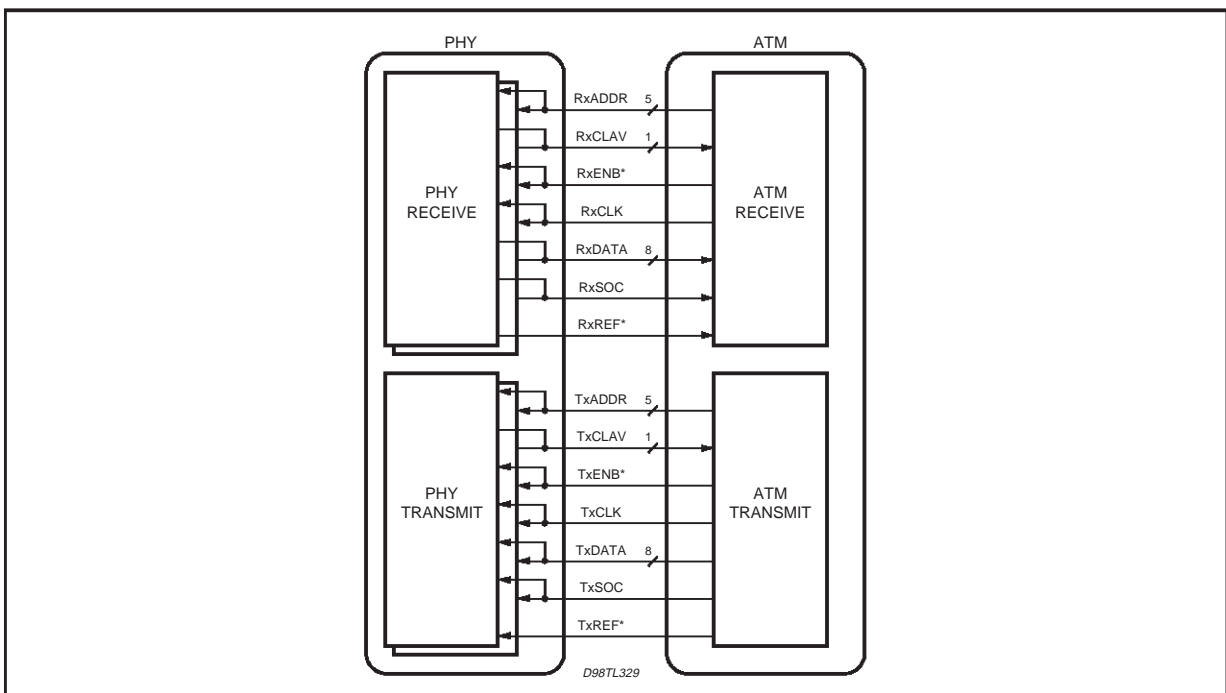 PHY
ATM
RxADDR 5
RxCLAV 1
RxENB*
RxCLK
RxDATA 8
RxSOC
RxREF*
PHY
RECEIVE
ATM
RECEIVE
TxADDR 5
TxCLAV 1
TxENB*
TxCLK
TxDATA 8
TxSOC
TxREF*
PHY
TRANSMIT
ATM
TRANSMIT
D98TL329